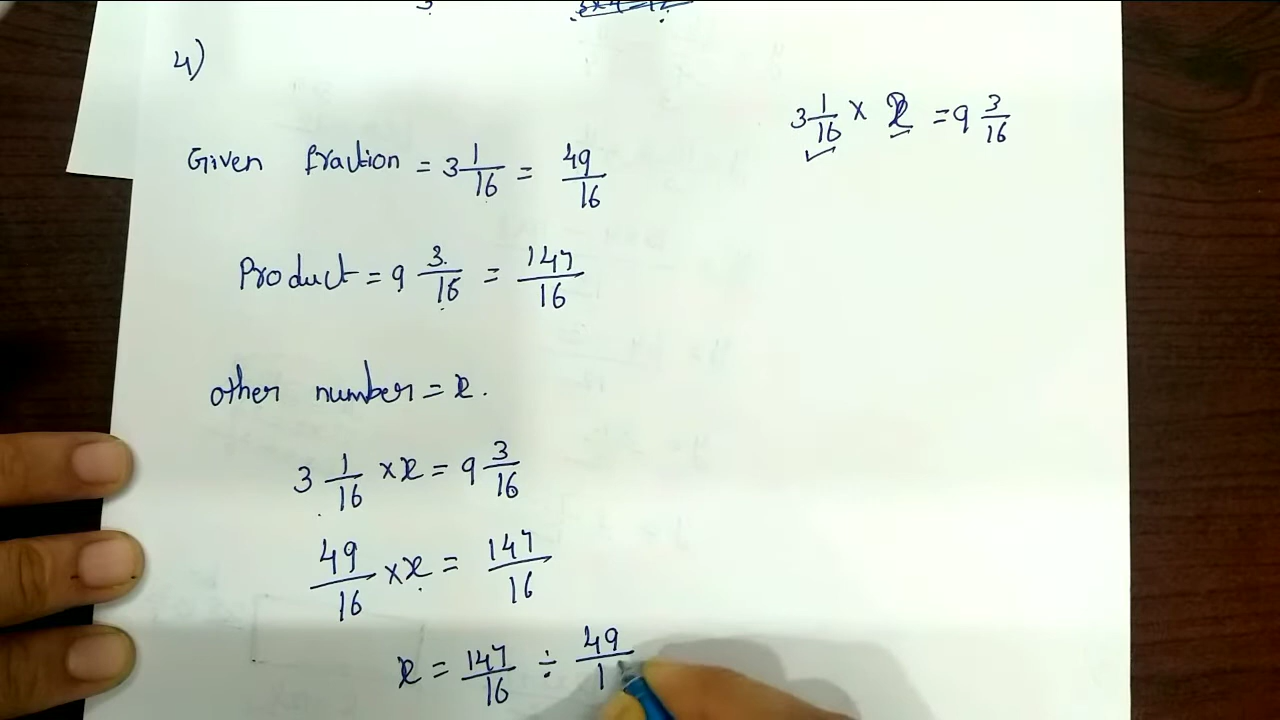 4)
3 1/16 × x = 9 3/16
Given fraction = 3 1/16 = 49/16
Product = 9 3/16 = 147/16
other number = x.
3 1/16 × x = 9 3/16
49/16 × x = 147/16
x = 147/16 ÷ 49/1